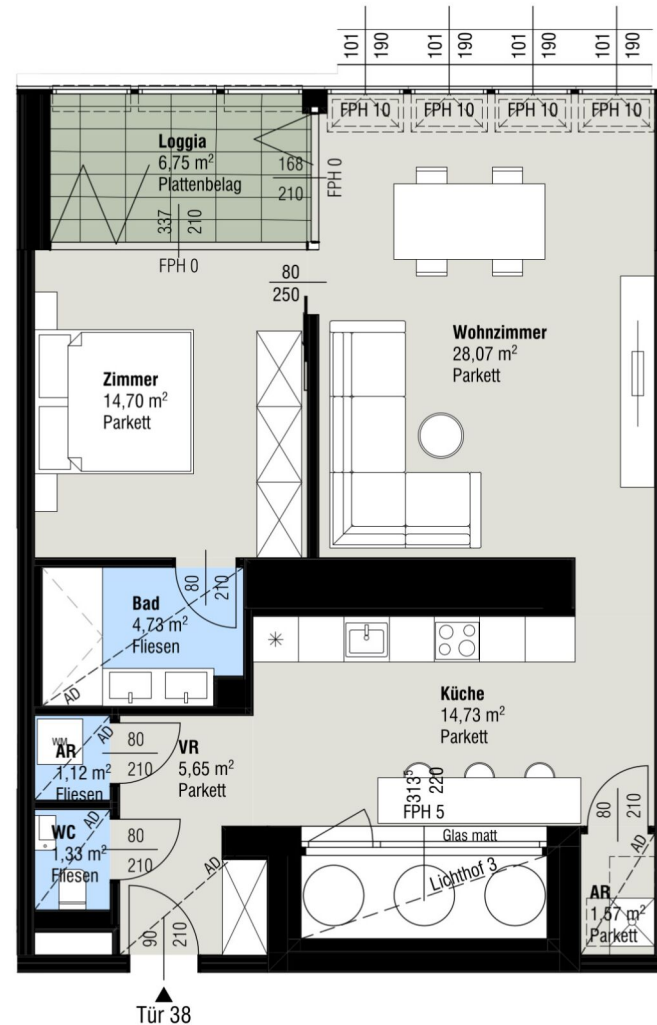 101
190
101
190
101
190
101
190
FPH 10
FPH 10
FPH 10
FPH 10
Loggia
6,75 m²
Plattenbelag
168
210
FPH 0
337
210
FPH 0
80
250
Wohnzimmer
28,07 m²
Parkett
Zimmer
14,70 m²
Parkett
80
210
Bad
4,73 m²
Fliesen
AD
Küche
14,73 m²
Parkett
WM
AR
1,12 m²
Fliesen
AD
80
210
VR
5,65 m²
Parkett
313⁵
220
FPH 5
Glas matt
Lichthof 3
80
210
WC
1,33 m²
Fliesen
AD
80
210
AD
AD
AR
1,57 m²
Parkett
90
210
Tür 38